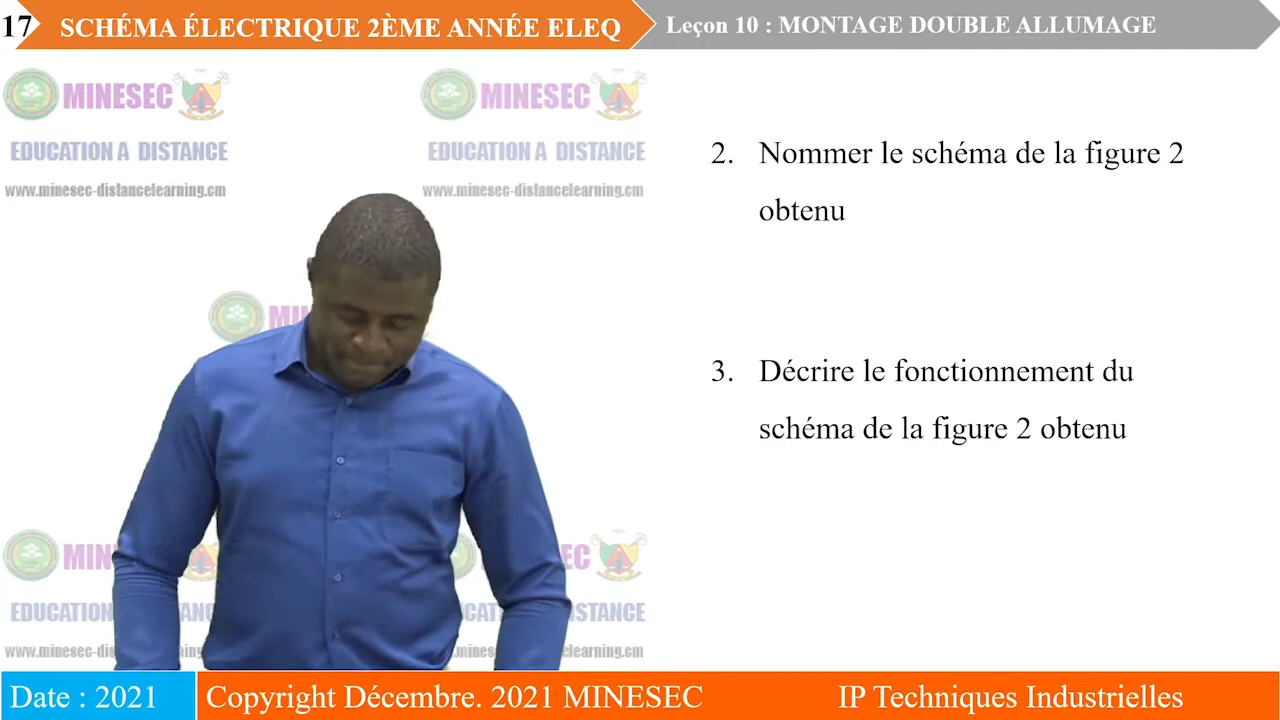 17
SCHÉMA ÉLECTRIQUE 2ÈME ANNÉE ELEQ
Leçon 10 : MONTAGE DOUBLE ALLUMAGE
MINESEC
EDUCATION A DISTANCE
www.minesec-distancelearning.cm
MINESEC
EDUCATION A DISTANCE
www.minesec-distancelearning.cm
2. Nommer le schéma de la figure 2
obtenu
3. Décrire le fonctionnement du
schéma de la figure 2 obtenu
Date : 2021
Copyright Décembre. 2021 MINESEC
IP Techniques Industrielles